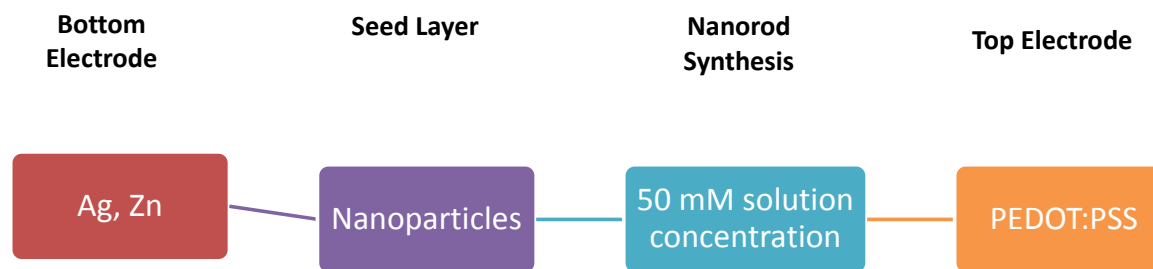 Bottom
Electrode
Seed Layer
Nanorod
Synthesis
Top Electrode
Ag, Zn
Nanoparticles
50 mM solution
concentration
PEDOT:PSS